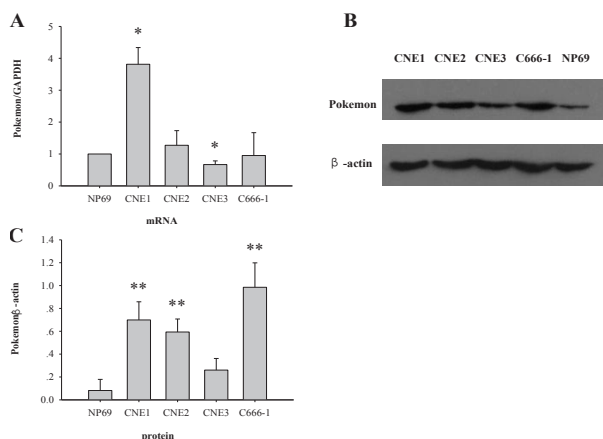 A
Pokemon/GAPDH
5
4
3
2
1
0
*
*
NP69 CNE1 CNE2 CNE3 C666-1
mRNA
B
CNE1 CNE2 CNE3 C666-1 NP69
Pokemon
β -actin
C
Pokemonβ-actin
1.4
1.2
1.0
.8
.6
.4
.2
0
**
**
**
NP69 CNE1 CNE2 CNE3 C666-1
protein